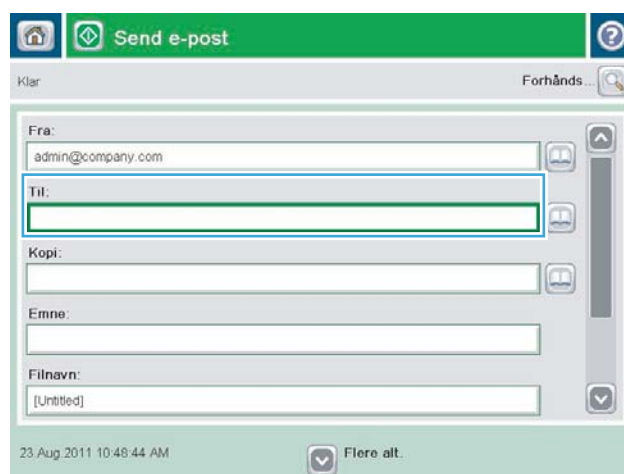 Send e-post
Klar
Forhånds...
Fra:
admin@company.com
Til:
Kopi:
Emne:
Filnavn:
[Untitled]
23.Aug.2011 10:48:44 AM
Flere alt.